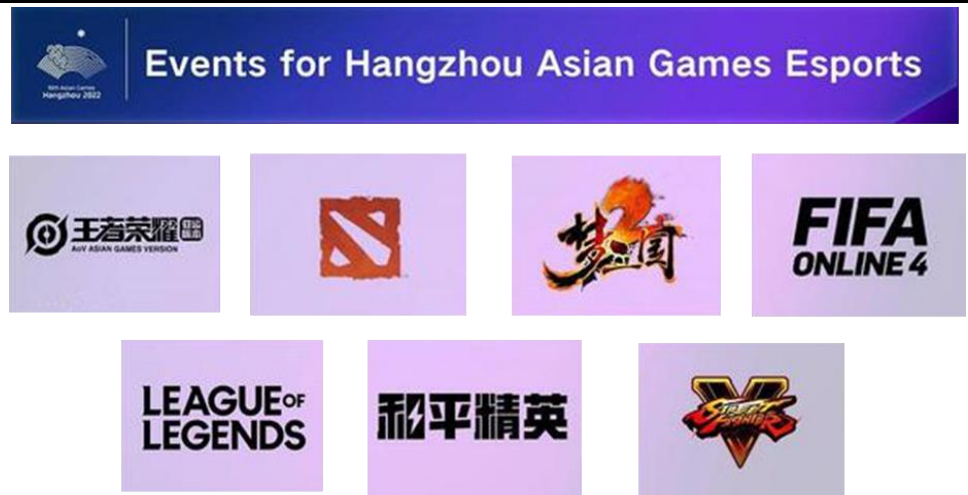 19th Asian Games
Hangzhou 2022
Events for Hangzhou Asian Games Esports
王者荣耀亚运版本
AoV ASIAN GAMES VERSION
梦三国2
FIFA
ONLINE 4
LEAGUE OF
LEGENDS
和平精英
STREET
FIGHTER
V